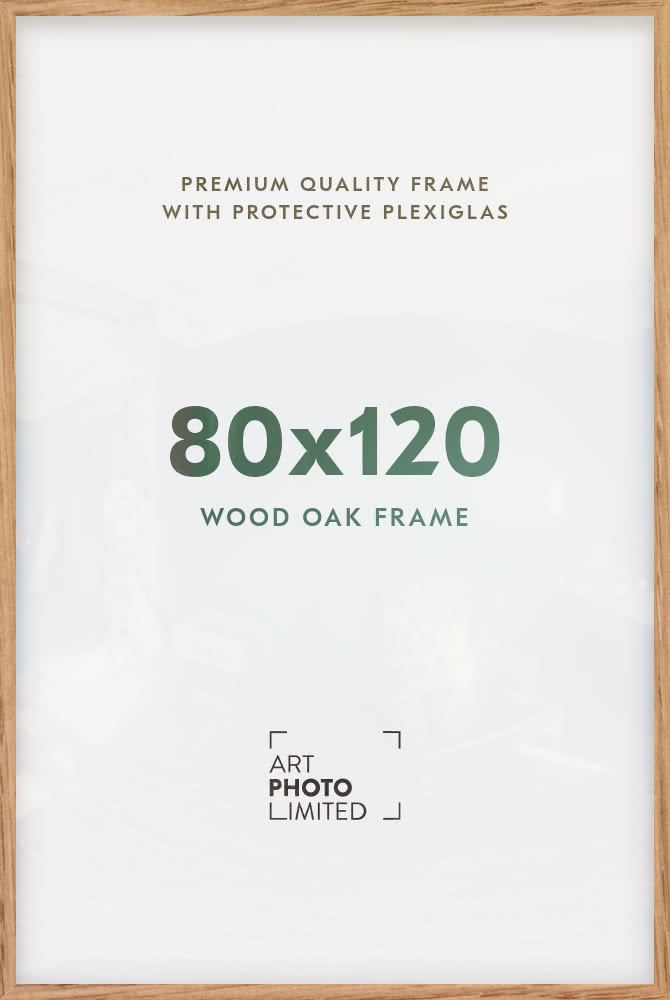 PREMIUM QUALITY FRAME
WITH PROTECTIVE PLEXIGLAS
80x120
WOOD OAK FRAME
ART
PHOTO
LIMITED